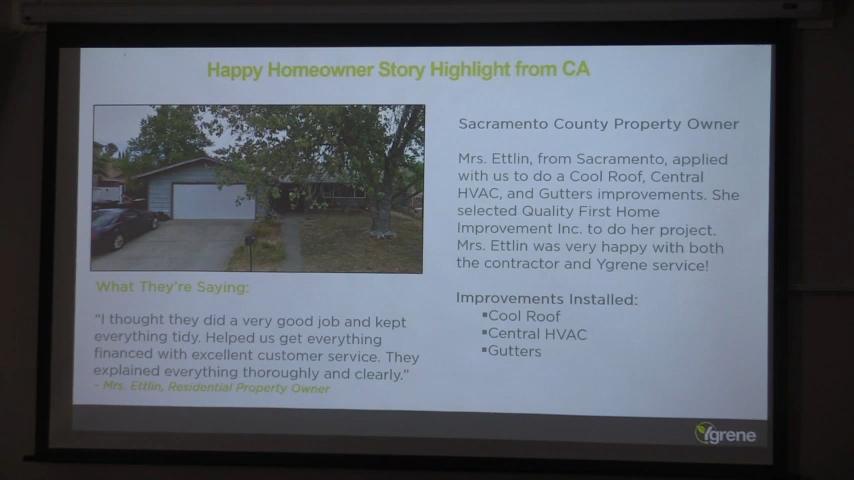 Happy Homeowner Story Highlight from CA
Sacramento County Property Owner
Mrs. Ettlin, from Sacramento, applied
with us to do a Cool Roof, Central
HVAC, and Gutters improvements. She
selected Quality First Home
Improvement Inc. to do her project.
Mrs. Ettlin was very happy with both
the contractor and Ygrene service!
Improvements Installed:
▪Cool Roof
▪Central HVAC
▪Gutters
What They're Saying:
"I thought they did a very good job and kept
everything tidy. Helped us get everything
financed with excellent customer service. They
explained everything thoroughly and clearly."
- Mrs. Ettlin, Residential Property Owner
Ygrene